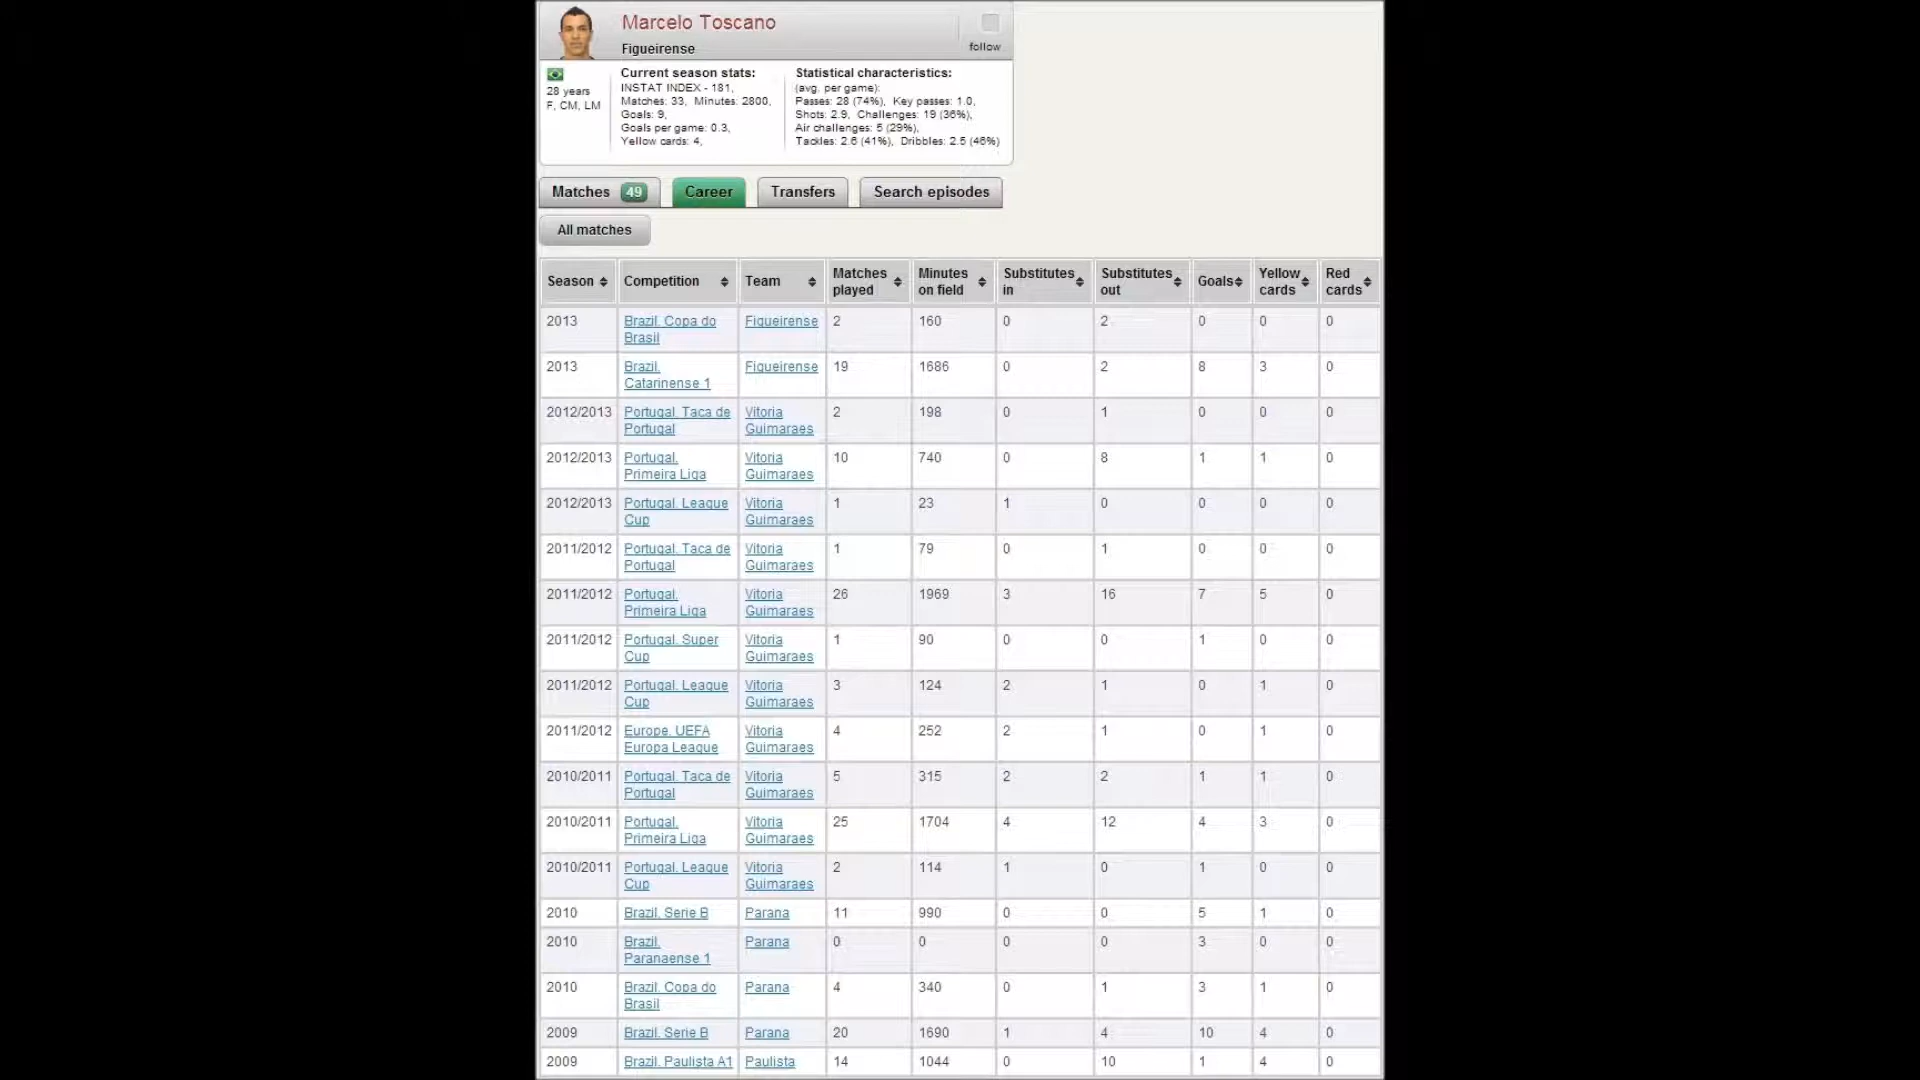 Marcelo Toscano
Figueirense
follow
28 years
F, CM, LM
Current season stats:
INSTAT INDEX - 181,
Matches: 33, Minutes: 2800,
Goals: 9,
Goals per game: 0.3,
Yellow cards: 4,
Statistical characteristics:
(avg. per game):
Passes: 28 (74%), Key passes: 1.0,
Shots: 2.9, Challenges: 19 (36%),
Air challenges: 5 (29%),
Tackles: 2.6 (41%), Dribbles: 2.5 (46%)
Matches 49 Career Transfers Search episodes
All matches
Season Competition Team Matches played Minutes on field Substitutes in Substitutes out Goals Yellow cards Red cards
2013 Brazil. Copa do Brasil Figueirense 2 160 0 2 0 0 0
2013 Brazil. Catarinense 1 Figueirense 19 1686 0 2 8 3 0
2012/2013 Portugal. Taca de Portugal Vitoria Guimaraes 2 198 0 1 0 0 0
2012/2013 Portugal. Primeira Liga Vitoria Guimaraes 10 740 0 8 1 1 0
2012/2013 Portugal. League Cup Vitoria Guimaraes 1 23 1 0 0 0 0
2011/2012 Portugal. Taca de Portugal Vitoria Guimaraes 1 79 0 1 0 0 0
2011/2012 Portugal. Primeira Liga Vitoria Guimaraes 26 1969 3 16 7 5 0
2011/2012 Portugal. Super Cup Vitoria Guimaraes 1 90 0 0 1 0 0
2011/2012 Portugal. League Cup Vitoria Guimaraes 3 124 2 1 0 1 0
2011/2012 Europe. UEFA Europa League Vitoria Guimaraes 4 252 2 1 0 1 0
2010/2011 Portugal. Taca de Portugal Vitoria Guimaraes 5 315 2 2 1 1 0
2010/2011 Portugal. Primeira Liga Vitoria Guimaraes 25 1704 4 12 4 3 0
2010/2011 Portugal. League Cup Vitoria Guimaraes 2 114 1 0 1 0 0
2010 Brazil. Serie B Parana 11 990 0 0 5 1 0
2010 Brazil. Paranaense 1 Parana 0 0 0 0 3 0 0
2010 Brazil. Copa do Brasil Parana 4 340 0 1 3 1 0
2009 Brazil. Serie B Parana 20 1690 1 4 10 4 0
2009 Brazil. Paulista A1 Paulista 14 1044 0 10 1 4 0